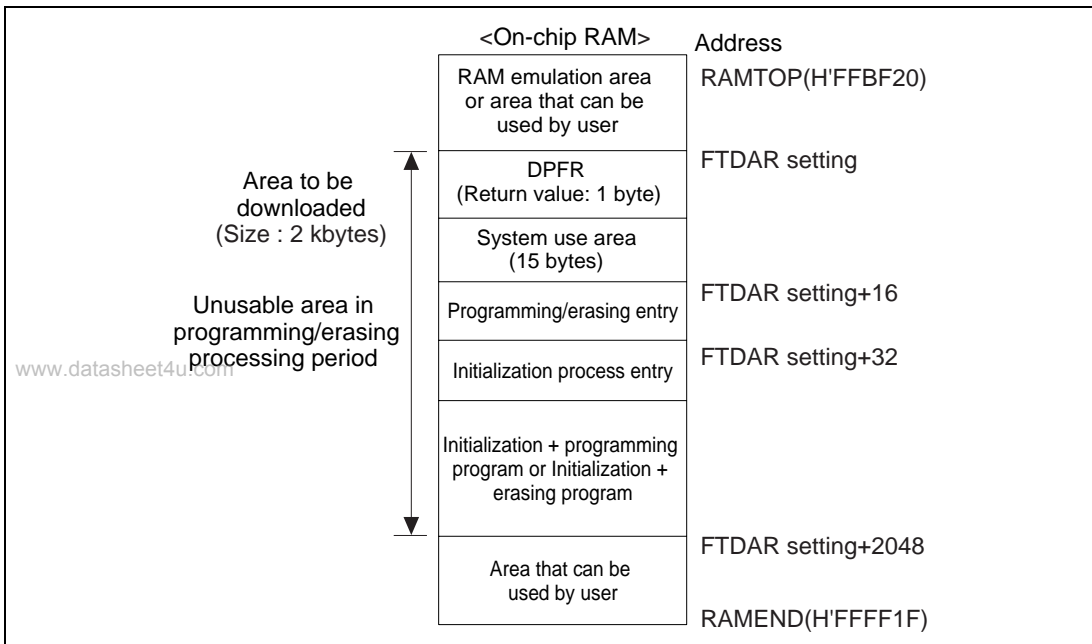 <On-chip RAM>
Address
RAM emulation area
or area that can be
used by user
RAMTOP(H'FFBF20)
Area to be
downloaded
(Size : 2 kbytes)
Unusable area in
programming/erasing
processing period
DPFR
(Return value: 1 byte)
FTDAR setting
System use area
(15 bytes)
Programming/erasing entry
FTDAR setting+16
Initialization process entry
FTDAR setting+32
www.datasheet4u.com
Initialization + programming
program or Initialization +
erasing program
Area that can be
used by user
FTDAR setting+2048
RAMEND(H'FFFF1F)